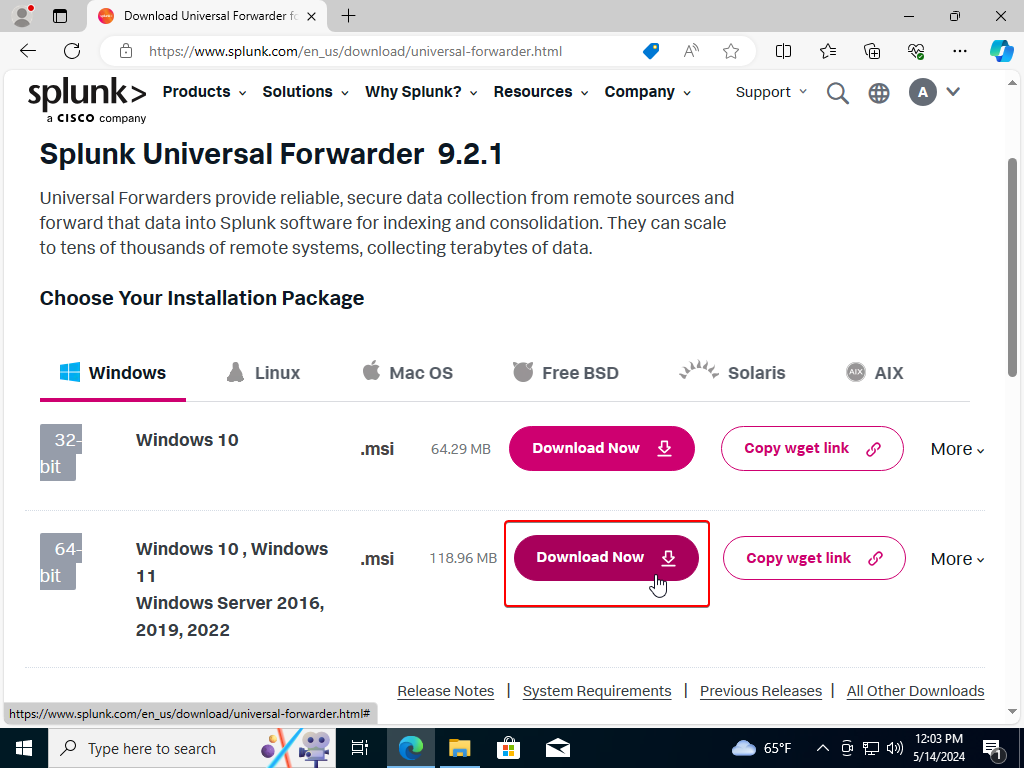 Download Universal Forwarder fo
https://www.splunk.com/en_us/download/universal-forwarder.html
splunk>
a CISCO company
Products
Solutions
Why Splunk?
Resources
Company
Support
A
Splunk Universal Forwarder 9.2.1
Universal Forwarders provide reliable, secure data collection from remote sources and
forward that data into Splunk software for indexing and consolidation. They can scale
to tens of thousands of remote systems, collecting terabytes of data.
Choose Your Installation Package
Windows
Linux
Mac OS
Free BSD
Solaris
AIX
AIX
32-
bit
Windows 10
.msi
64.29 MB
Download Now
Copy wget link
More
64-
bit
Windows 10 , Windows
11
Windows Server 2016,
2019, 2022
.msi
118.96 MB
Download Now
Copy wget link
More
Release Notes | System Requirements | Previous Releases | All Other Downloads
https://www.splunk.com/en_us/download/universal-forwarder.html#
Type here to search
65°F
12:03 PM
5/14/2024
1